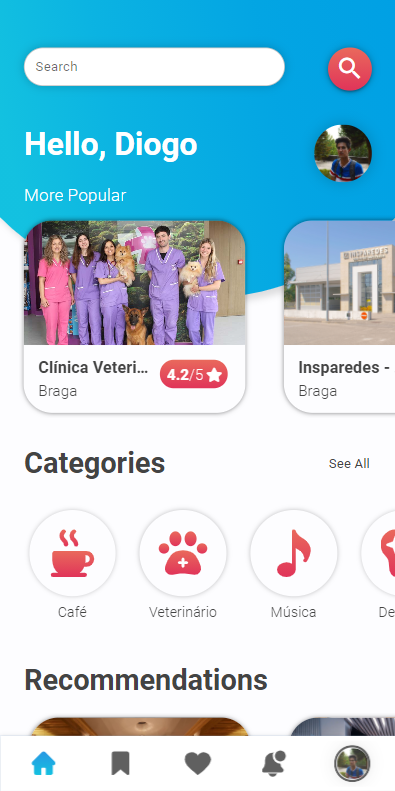 Search
Hello, Diogo
More Popular
INSPAREDES
Clínica Veteri...
4.2/5
Braga
Insparedes -
Braga
Categories
See All
Café
Veterinário
Música
De
Recommendations